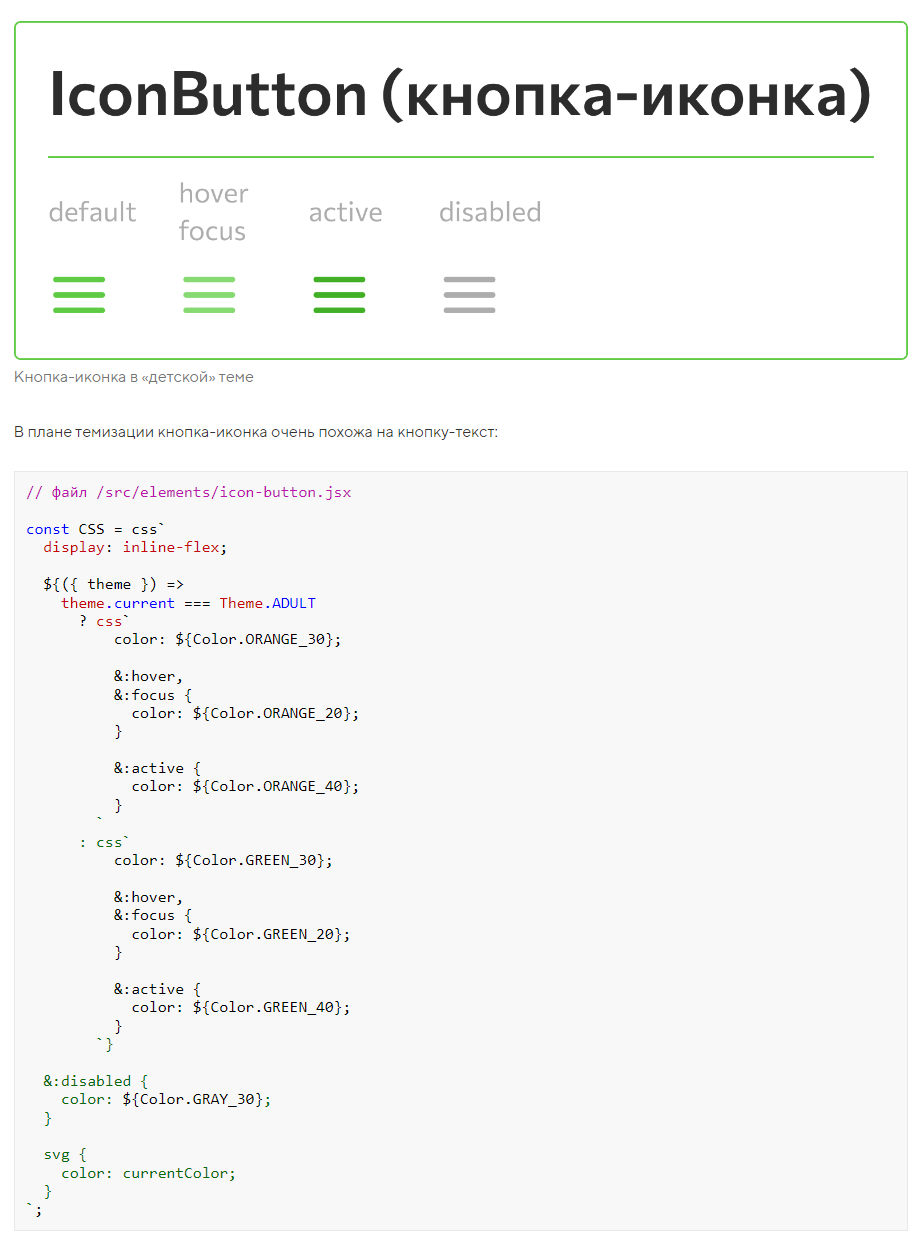 IconButton (кнопка-иконка)
default
hover
focus
active
disabled
Кнопка-иконка в «детской» теме
В плане темизации кнопка-иконка очень похожа на кнопку-текст:
// файл /src/elements/icon-button.jsx
const CSS = css`
  display: inline-flex;
  ${({ theme }) =>
    theme.current === Theme.ADULT
      ? css`
          color: ${Color.ORANGE_30};
          &:hover,
          &:focus {
            color: ${Color.ORANGE_20};
          }
          &:active {
            color: ${Color.ORANGE_40};
          }
        `
      : css`
          color: ${Color.GREEN_30};
          &:hover,
          &:focus {
            color: ${Color.GREEN_20};
          }
          &:active {
            color: ${Color.GREEN_40};
          }
        `}
  &:disabled {
    color: ${Color.GRAY_30};
  }
  svg {
    color: currentColor;
  }
`;